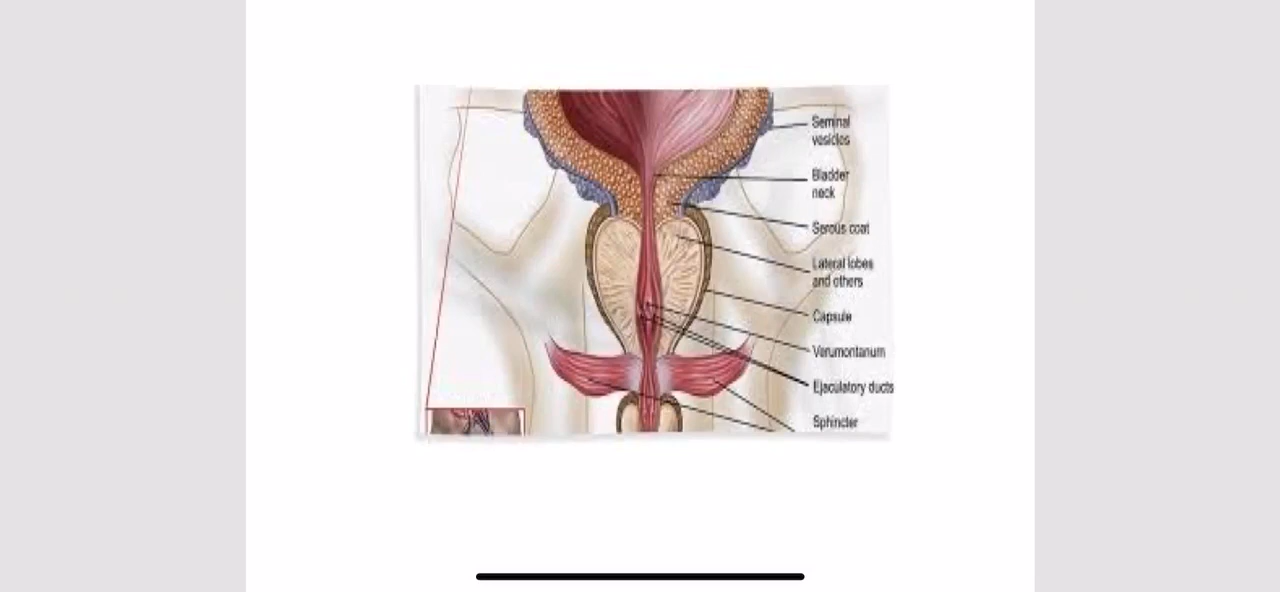 Seminal
vesicles
Bladder
neck
Serous coat
Lateral lobes
and others
Capsule
Verumontanum
Ejaculatory ducts
Sphincter